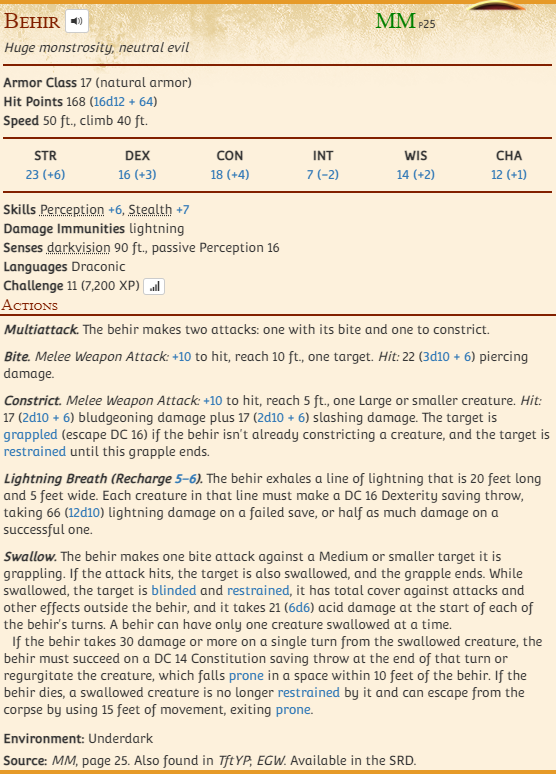 BEHIR MM P25
Huge monstrosity, neutral evil
Armor Class 17 (natural armor)
Hit Points 168 (16d12 + 64)
Speed 50 ft., climb 40 ft.
STR DEX CON INT WIS CHA
23 (+6) 16 (+3) 18 (+4) 7 (−2) 14 (+2) 12 (+1)
Skills Perception +6, Stealth +7
Damage Immunities lightning
Senses darkvision 90 ft., passive Perception 16
Languages Draconic
Challenge 11 (7,200 XP)
ACTIONS
Multiattack. The behir makes two attacks: one with its bite and one to constrict.
Bite. Melee Weapon Attack: +10 to hit, reach 10 ft., one target. Hit: 22 (3d10 + 6) piercing
damage.
Constrict. Melee Weapon Attack: +10 to hit, reach 5 ft., one Large or smaller creature. Hit:
17 (2d10 + 6) bludgeoning damage plus 17 (2d10 + 6) slashing damage. The target is
grappled (escape DC 16) if the behir isn't already constricting a creature, and the target is
restrained until this grapple ends.
Lightning Breath (Recharge 5–6). The behir exhales a line of lightning that is 20 feet long
and 5 feet wide. Each creature in that line must make a DC 16 Dexterity saving throw,
taking 66 (12d10) lightning damage on a failed save, or half as much damage on a
successful one.
Swallow. The behir makes one bite attack against a Medium or smaller target it is
grappling. If the attack hits, the target is also swallowed, and the grapple ends. While
swallowed, the target is blinded and restrained, it has total cover against attacks and
other effects outside the behir, and it takes 21 (6d6) acid damage at the start of each of
the behir's turns. A behir can have only one creature swallowed at a time.
If the behir takes 30 damage or more on a single turn from the swallowed creature, the
behir must succeed on a DC 14 Constitution saving throw at the end of that turn or
regurgitate the creature, which falls prone in a space within 10 feet of the behir. If the
behir dies, a swallowed creature is no longer restrained by it and can escape from the
corpse by using 15 feet of movement, exiting prone.
Environment: Underdark
Source: MM, page 25. Also found in TftYP; EGW. Available in the SRD.